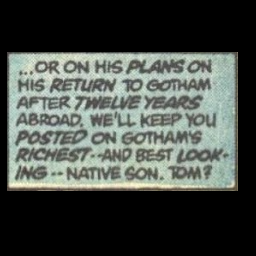 ...OR ON HIS PLANS ON
HIS RETURN TO GOTHAM
AFTER TWELVE YEARS
ABROAD. WE'LL KEEP YOU
POSTED ON GOTHAM'S
RICHEST--AND BEST LOOK-
ING -- NATIVE SON. TOM?